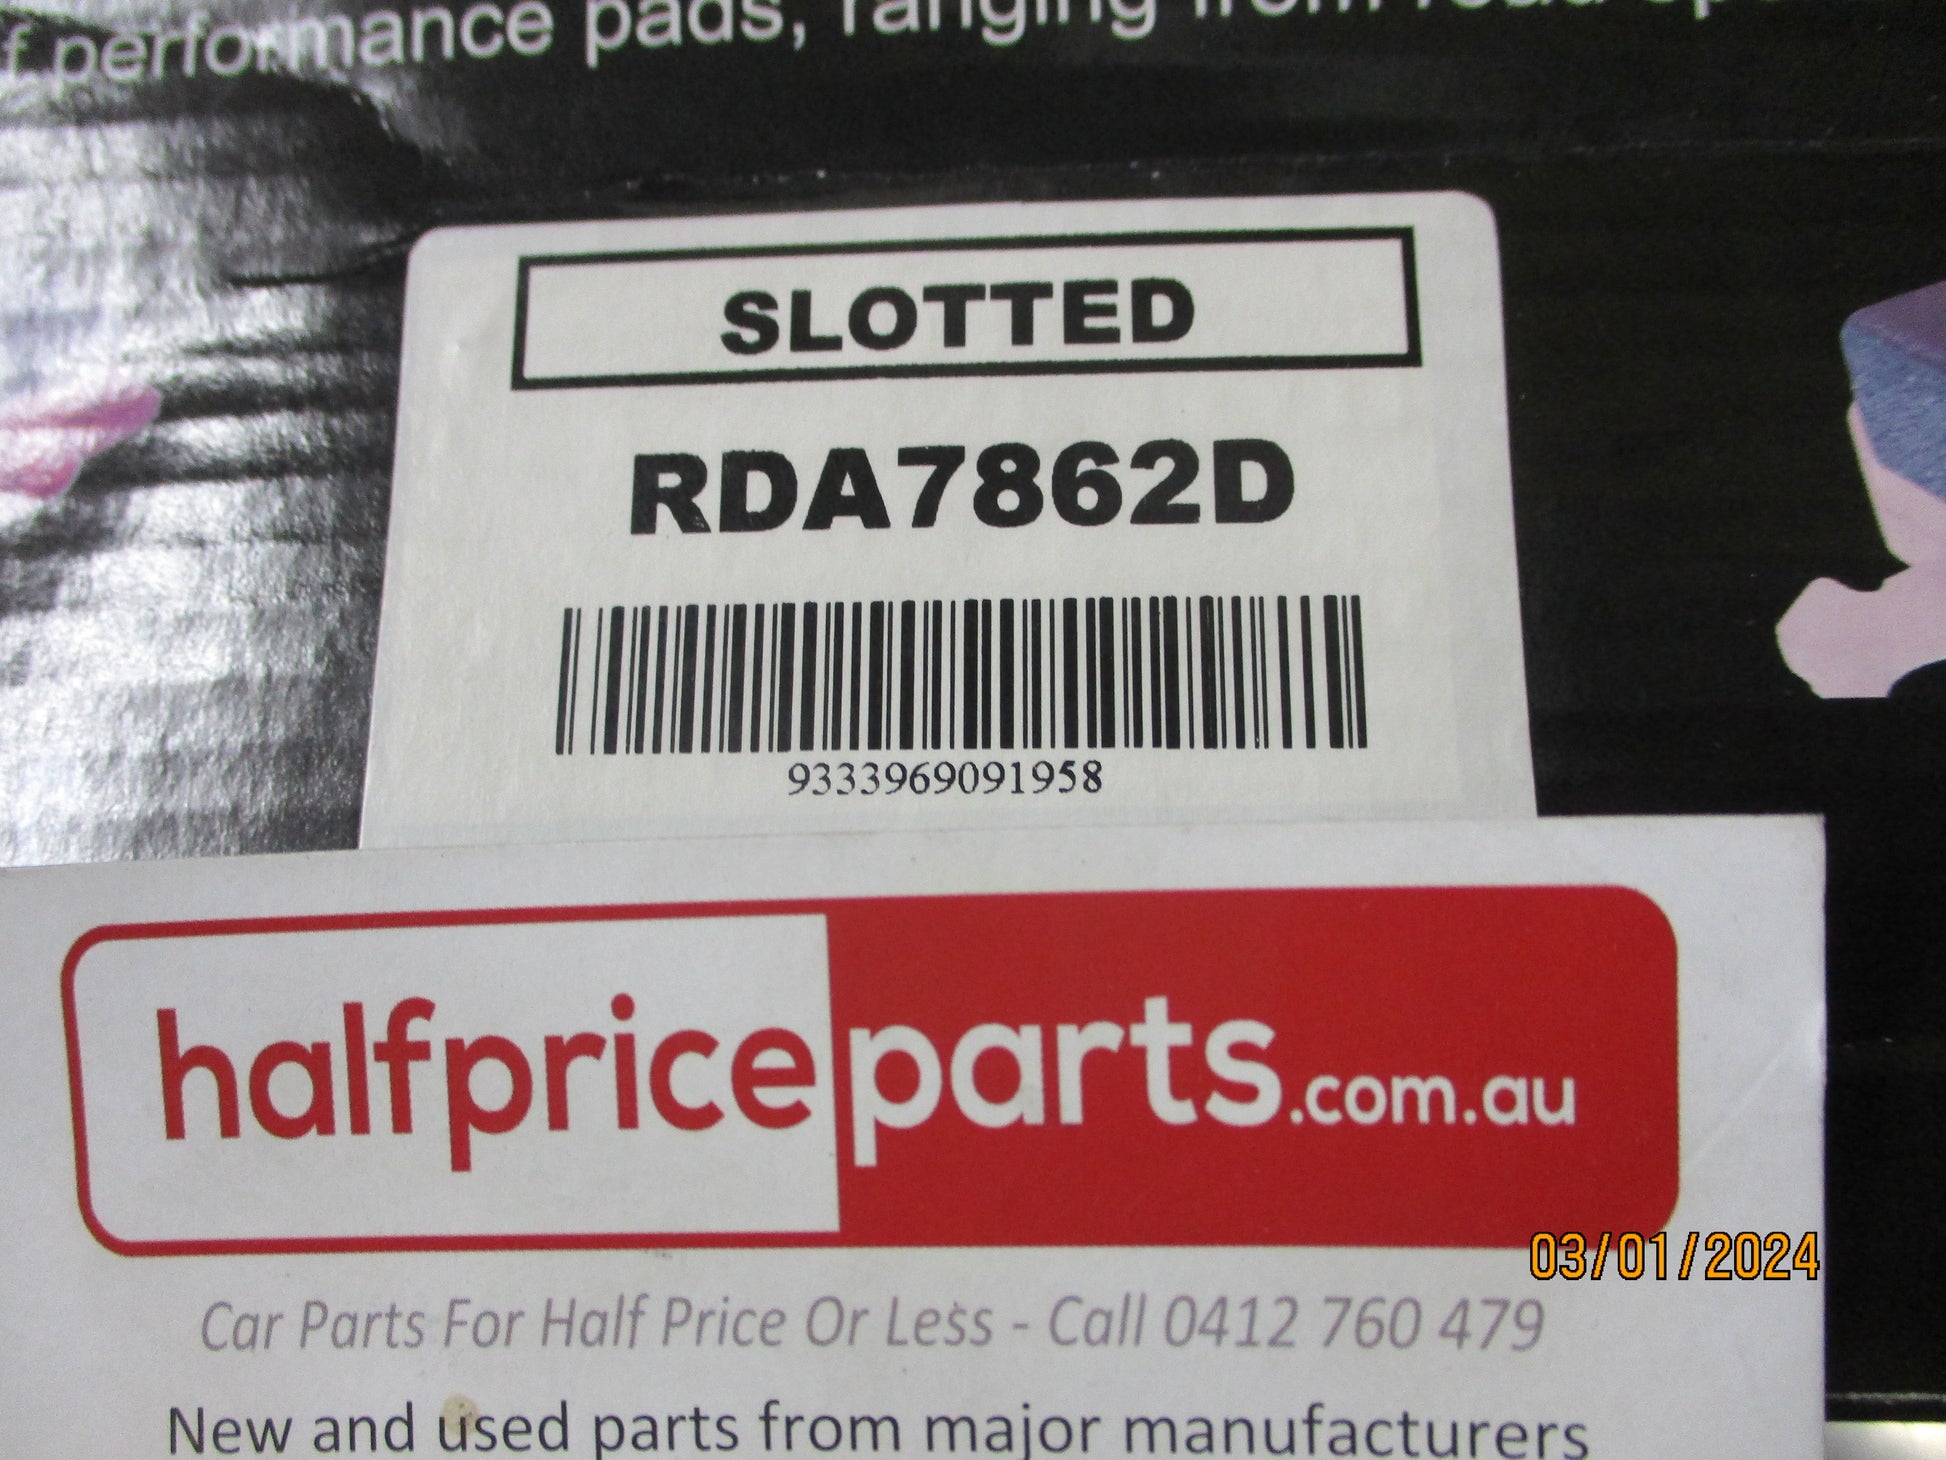 f performance pads, ranging from road
SLOTTED
RDA7862D
9333969091958
halfpriceparts.com.au
03/01/2024
Car Parts For Half Price Or Less - Call 0412 760 479
New and used parts from major manufacturers